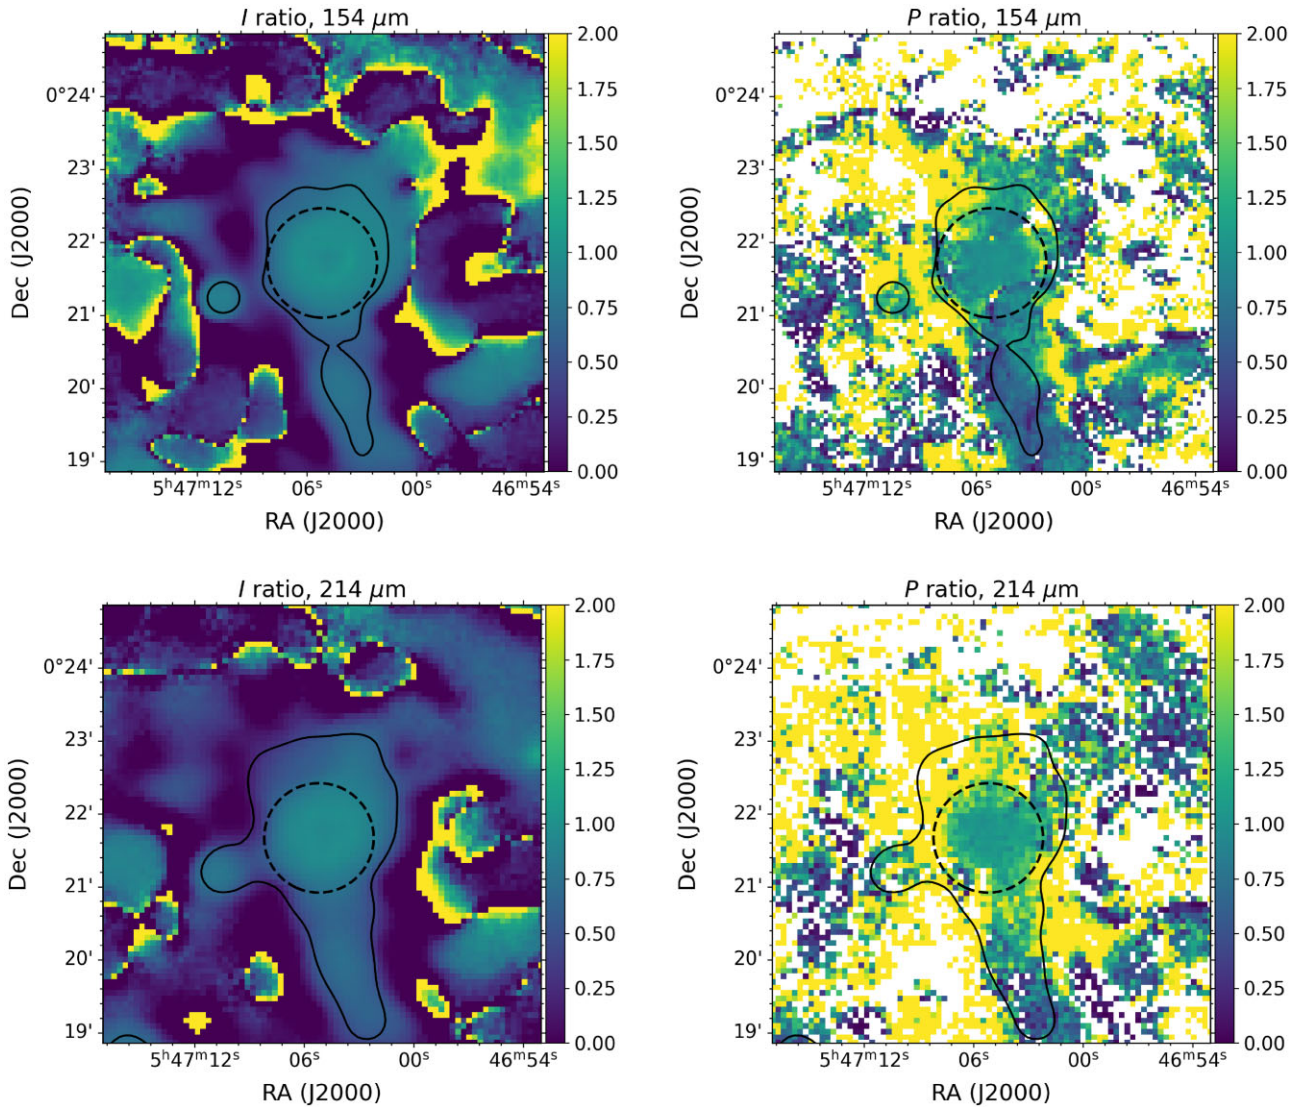 I ratio, 154 μm
P ratio, 154 μm
0°24'
23'
22'
21'
20'
19'
Dec (J2000)
5ʰ47ᵐ12ˢ
06ˢ
00ˢ
46ᵐ54ˢ
RA (J2000)
2.00
1.75
1.50
1.25
1.00
0.75
0.50
0.25
0.00
0°24'
23'
22'
21'
20'
19'
Dec (J2000)
5ʰ47ᵐ12ˢ
06ˢ
00ˢ
46ᵐ54ˢ
RA (J2000)
2.00
1.75
1.50
1.25
1.00
0.75
0.50
0.25
0.00
I ratio, 214 μm
P ratio, 214 μm
0°24'
23'
22'
21'
20'
19'
Dec (J2000)
5ʰ47ᵐ12ˢ
06ˢ
00ˢ
46ᵐ54ˢ
RA (J2000)
2.00
1.75
1.50
1.25
1.00
0.75
0.50
0.25
0.00
0°24'
23'
22'
21'
20'
19'
Dec (J2000)
5ʰ47ᵐ12ˢ
06ˢ
00ˢ
46ᵐ54ˢ
RA (J2000)
2.00
1.75
1.50
1.25
1.00
0.75
0.50
0.25
0.00